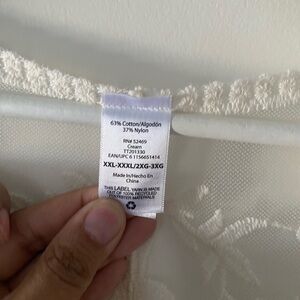 63% Cotton/Algodón
37% Nylon
RN# 52469
Cream
TT201330
EAN/UPC 6 1156651414
XXL-XXXL/2XG-3XG
Made In/Hecho En
China
THIS LABEL YARN IS MADE
OUT OF 100% RECYCLED
POLYESTER MATERIALS